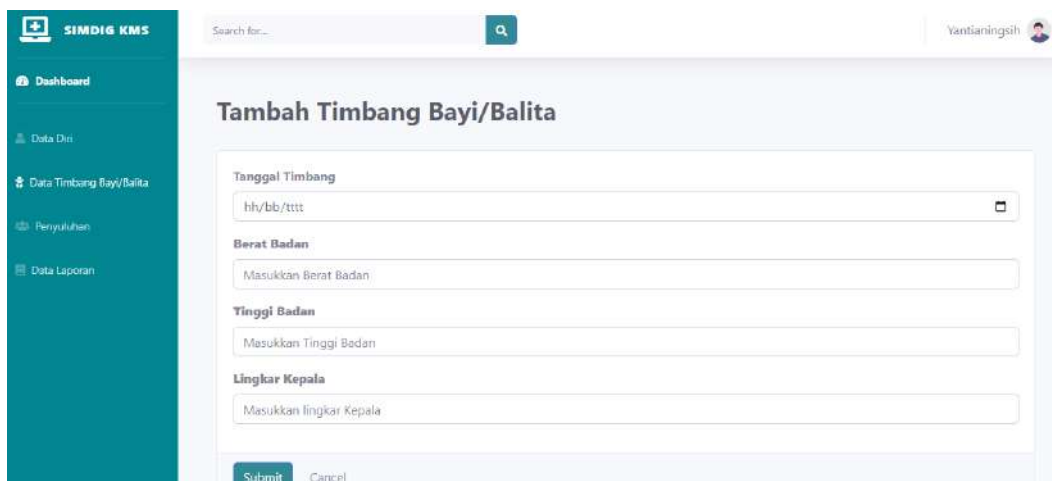 SIMDIG KMS
Search for...
Yantianingsih
Dashboard
Data Diri
Data Timbang Bayi/Balita
Penyuluhan
Data Laporan
Tambah Timbang Bayi/Balita
Tanggal Timbang
hh/bb/tttt
Berat Badan
Masukkan Berat Badan
Tinggi Badan
Masukkan Tinggi Badan
Lingkar Kepala
Masukkan lingkar Kepala
Submit Cancel